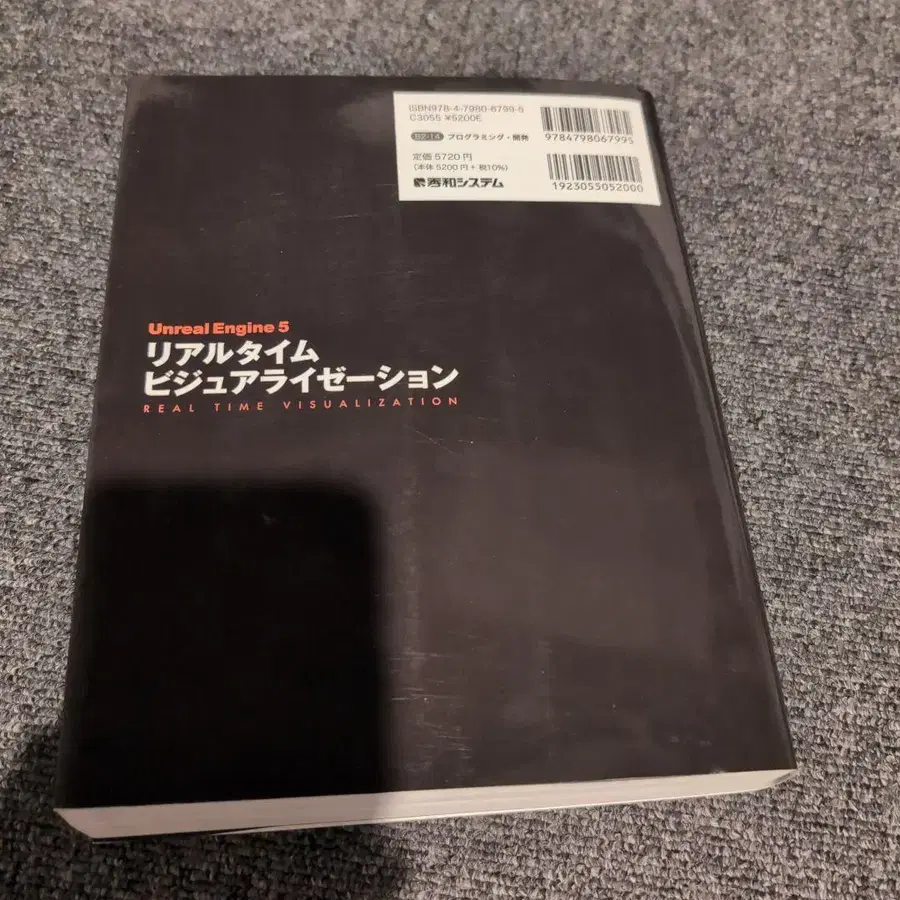 ISBN978-4-7980-6799-5
C3055 ¥5200E
B2-14 プログラミング・開発
定価 5720 円
(本体 5200 円 + 税10%)
秀和システム
9784798067995
1923055052000
Unreal Engine 5
リアルタイム
ビジュアライゼーション
REAL TIME VISUALIZATION